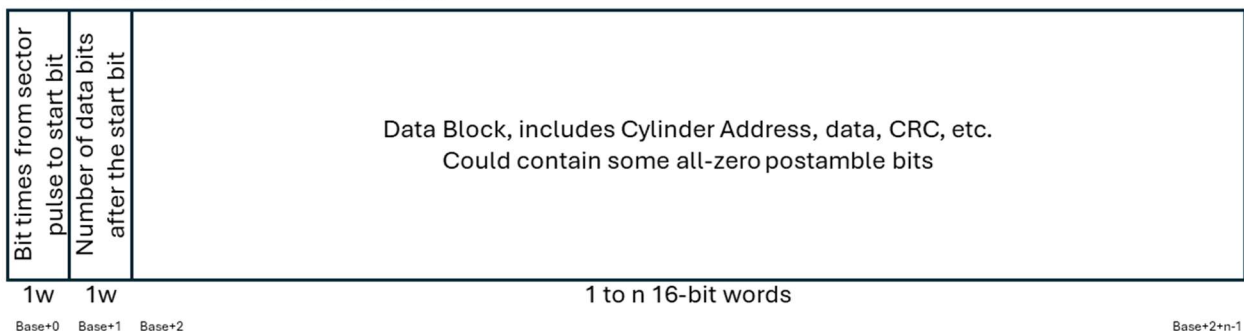 Bit times from sector
pulse to start bit
Number of data bits
after the start bit
Data Block, includes Cylinder Address, data, CRC, etc.
Could contain some all-zero postamble bits
1w
1w
1 to n 16-bit words
Base+0
Base+1
Base+2
Base+2+n-1